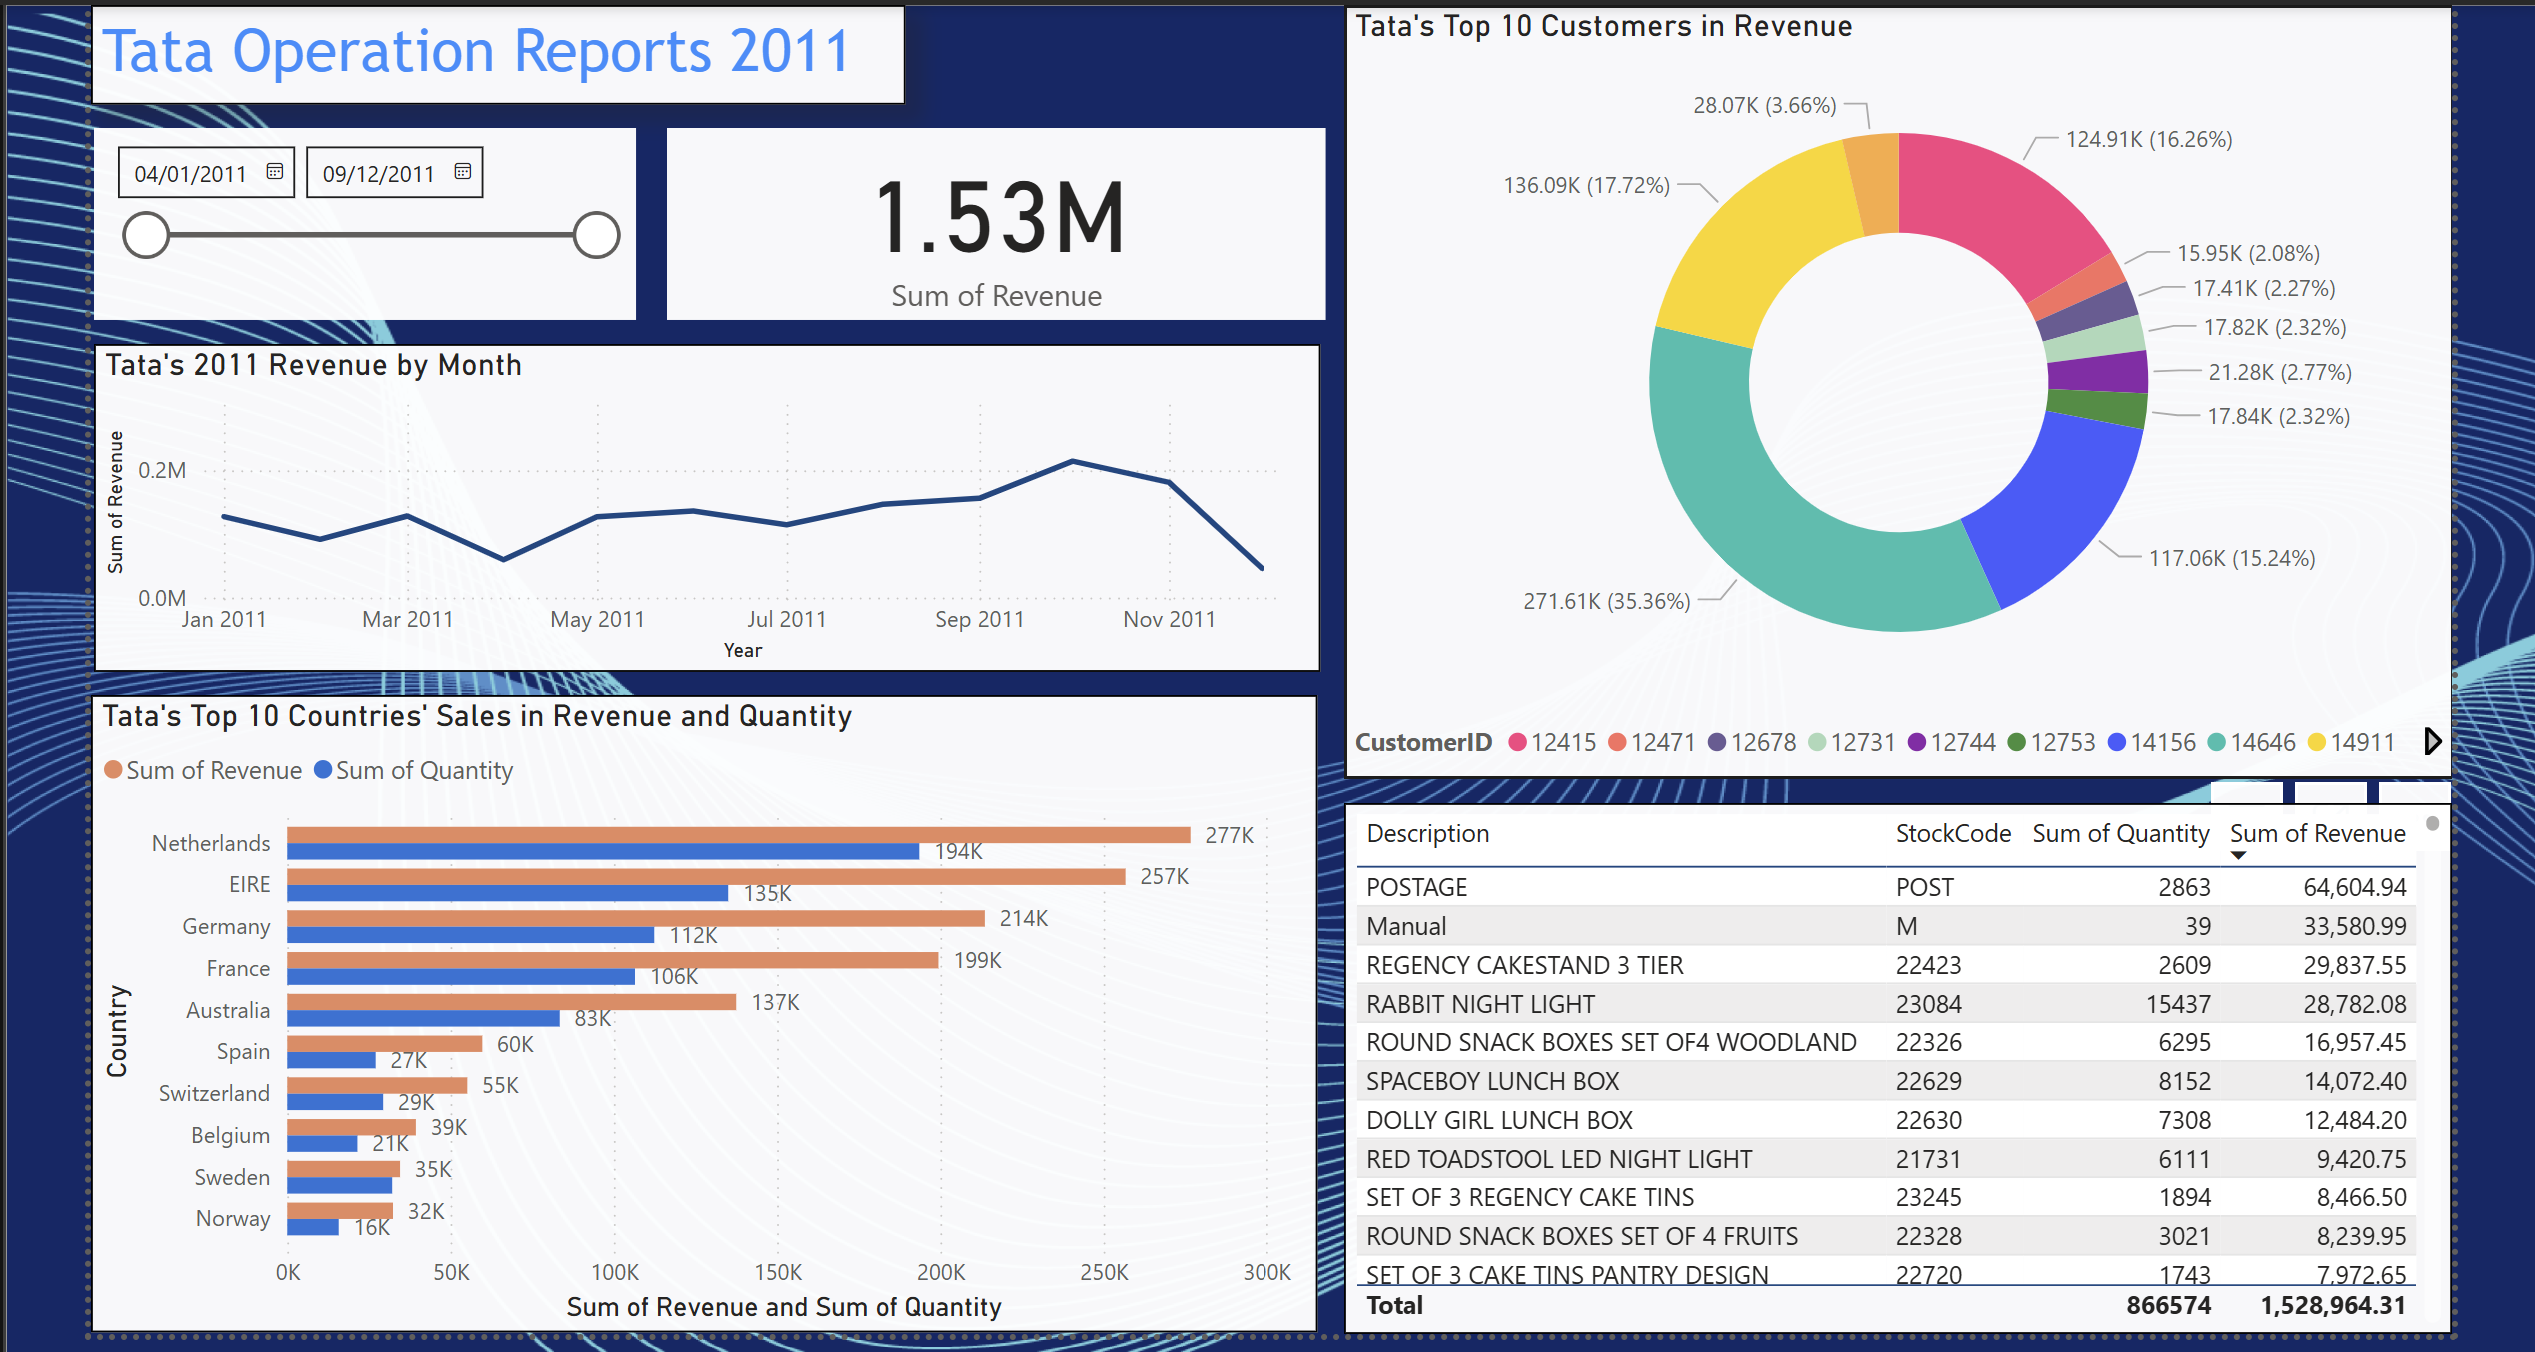 Tata Operation Reports 2011
04/01/2011 09/12/2011
1.53M
Sum of Revenue
Tata's 2011 Revenue by Month
Sum of Revenue
0.2M
0.0M
Jan 2011 Mar 2011 May 2011 Jul 2011 Sep 2011 Nov 2011
Year
Tata's Top 10 Countries' Sales in Revenue and Quantity
Sum of Revenue Sum of Quantity
Country
Netherlands 277K
194K
EIRE 257K
135K
Germany 214K
112K
France 199K
106K
Australia 137K
83K
Spain 60K
27K
Switzerland 55K
29K
Belgium 39K
21K
Sweden 35K
Norway 32K
16K
0K 50K 100K 150K 200K 250K 300K
Sum of Revenue and Sum of Quantity
Tata's Top 10 Customers in Revenue
28.07K (3.66%)
124.91K (16.26%)
136.09K (17.72%)
15.95K (2.08%)
17.41K (2.27%)
17.82K (2.32%)
21.28K (2.77%)
17.84K (2.32%)
117.06K (15.24%)
271.61K (35.36%)
CustomerID 12415 12471 12678 12731 12744 12753 14156 14646 14911
Description StockCode Sum of Quantity Sum of Revenue
POSTAGE POST 2863 64,604.94
Manual M 39 33,580.99
REGENCY CAKESTAND 3 TIER 22423 2609 29,837.55
RABBIT NIGHT LIGHT 23084 15437 28,782.08
ROUND SNACK BOXES SET OF4 WOODLAND 22326 6295 16,957.45
SPACEBOY LUNCH BOX 22629 8152 14,072.40
DOLLY GIRL LUNCH BOX 22630 7308 12,484.20
RED TOADSTOOL LED NIGHT LIGHT 21731 6111 9,420.75
SET OF 3 REGENCY CAKE TINS 23245 1894 8,466.50
ROUND SNACK BOXES SET OF 4 FRUITS 22328 3021 8,239.95
SET OF 3 CAKE TINS PANTRY DESIGN 22720 1743 7,972.65
Total 866574 1,528,964.31